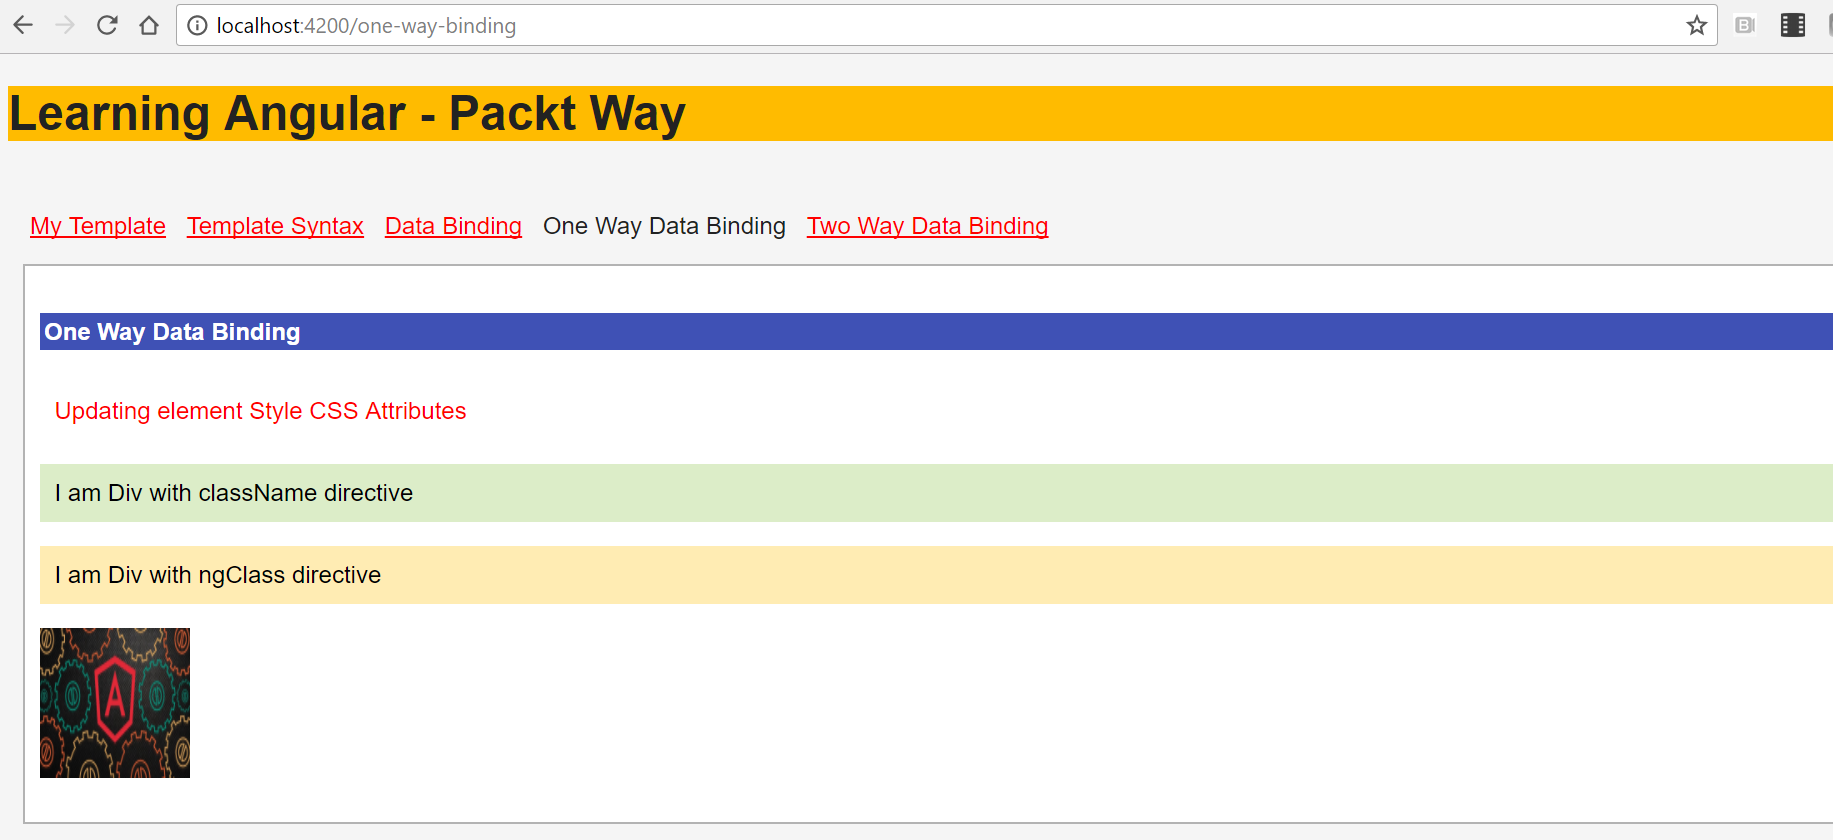 localhost:4200/one-way-binding
Learning Angular - Packt Way
My Template Template Syntax Data Binding One Way Data Binding Two Way Data Binding
One Way Data Binding
Updating element Style CSS Attributes
I am Div with className directive
I am Div with ngClass directive
A